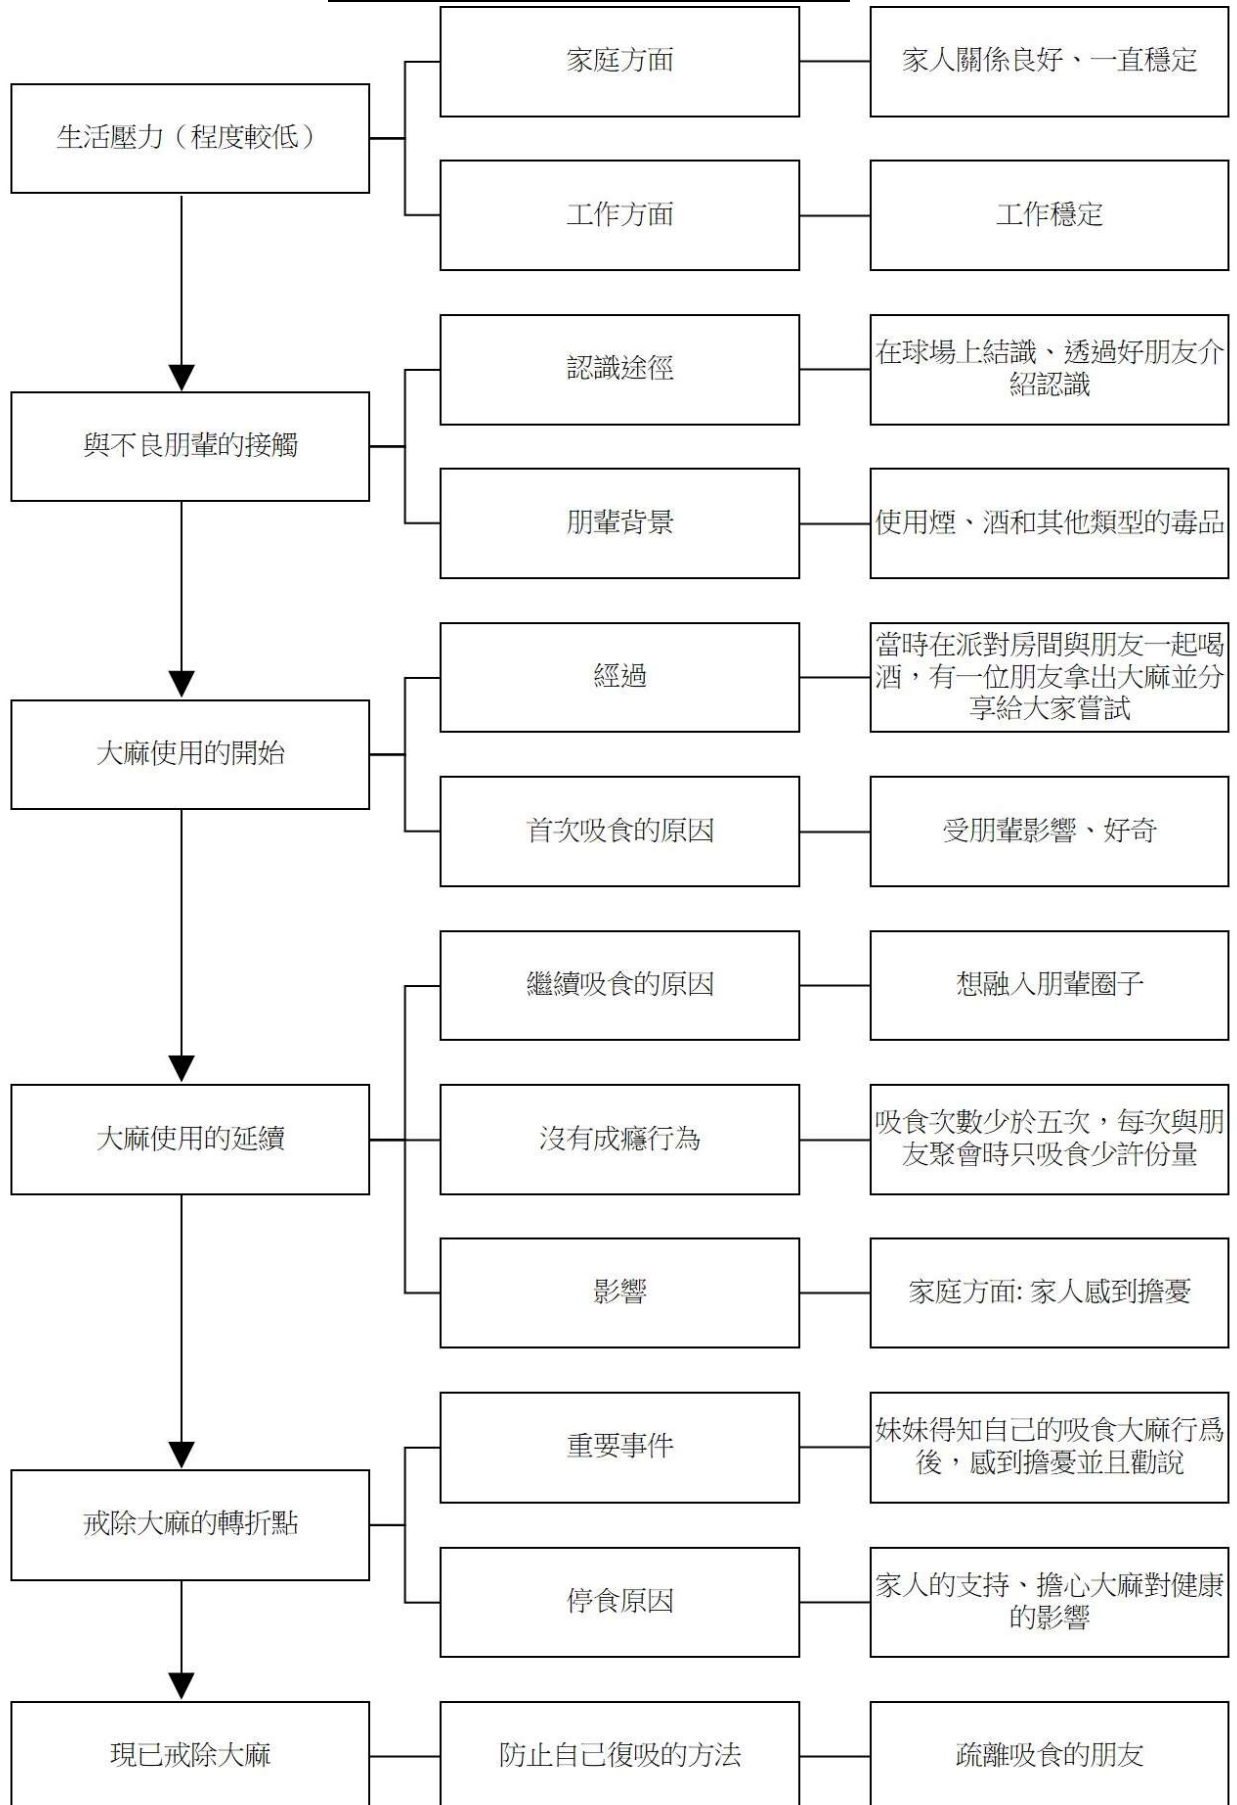 家庭方面
家人關係良好、一直穩定
生活壓力（程度較低）
工作方面
工作穩定
認識途徑
在球場上結識、透過好朋友介
紹認識
與不良朋輩的接觸
朋輩背景
使用煙、酒和其他類型的毒品
經過
當時在派對房間與朋友一起喝
酒，有一位朋友拿出大麻並分
享給大家嘗試
大麻使用的開始
首次吸食的原因
受朋輩影響、好奇
繼續吸食的原因
想融入朋輩圈子
大麻使用的延續
沒有成癮行為
吸食次數少於五次，每次與朋
友聚會時只吸食少許份量
影響
家庭方面: 家人感到擔憂
重要事件
妹妹得知自己的吸食大麻行爲
後，感到擔憂並且勸說
戒除大麻的轉折點
停食原因
家人的支持、擔心大麻對健康
的影響
現已戒除大麻
防止自己復吸的方法
疏離吸食的朋友